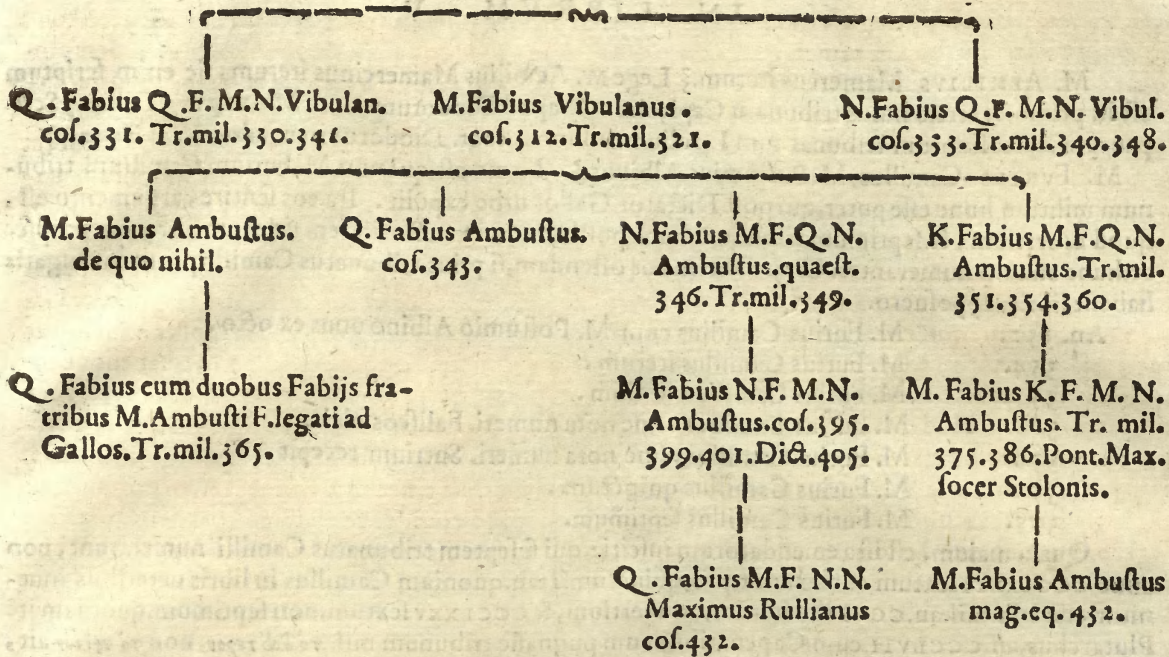 Q. Fabius Q.F. M.N. Vibulan.
coſ.331. Tr.mil.330.341.
M.Fabius Vibulanus.
coſ.312.Tr.mil.321.
N.Fabius Q.F. M.N. Vibul.
coſ.333.Tr.mil.340.348.
M.Fabius Ambuſtus.
de quo nihil.
Q. Fabius Ambuſtus.
coſ.343.
N.Fabius M.F.Q.N.
Ambuſtus.quaeſt.
346.Tr.mil.349.
K.Fabius M.F.Q.N.
Ambuſtus.Tr.mil.
351.354.360.
Q. Fabius cum duobus Fabijs fra-
tribus M.Ambuſti F.legati ad
Gallos.Tr.mil.365.
M.Fabius N.F. M.N.
Ambuſtus.coſ.395.
399.401.Dict.405.
M. Fabius K. F. M. N.
Ambuſtus. Tr. mil.
375.386.Pont.Max.
ſocer Stolonis.
Q. Fabius M.F. N.N.
Maximus Rullianus
coſ.432.
M.Fabius Ambuſtus
mag.eq. 432.